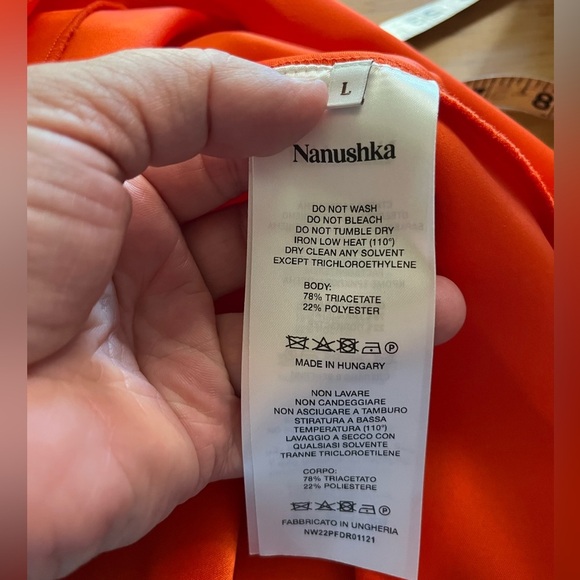 L
8
Nanushka
DO NOT WASH
DO NOT BLEACH
DO NOT TUMBLE DRY
IRON LOW HEAT (110°)
DRY CLEAN ANY SOLVENT
EXCEPT TRICHLOROETHYLENE
BODY:
78% TRIACETATE
22% POLYESTER
P
MADE IN HUNGARY
NON LAVARE
NON CANDEGGIARE
NON ASCIUGARE A TAMBURO
STIRATURA A BASSA
TEMPERATURA (110°)
LAVAGGIO A SECCO CON
QUALSIASI SOLVENTE
TRANNE TRICLOROETILENE
CORPO:
78% TRIACETATO
22% POLIESTERE
P
FABBRICATO IN UNGHERIA
NW22PFDR01121